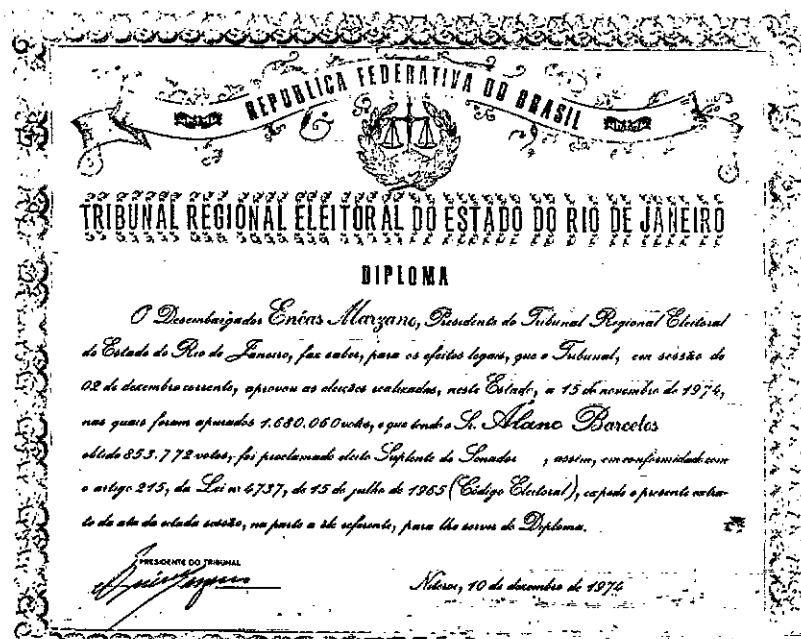 REPUBLICA FEDERATIVA DO BRASIL
TRIBUNAL REGIONAL ELEITORAL DO ESTADO DO RIO DE JANEIRO
DIPLOMA
O Desembargador Enéas Marzano, Presidente do Tribunal Regional Eleitoral
do Estado do Rio de Janeiro, faz saber, para os efeitos legais, que o Tribunal, em sessão de
02 de dezembro corrente, aprovou as eleições realizadas, neste Estado, a 15 de novembro de 1974,
nas quais foram apurados 1.680.060 votos, e que tendo o Sr. Alano Barcelos
obtido 853.772 votos, foi proclamado eleito Suplente de Senador , assim, em conformidade com
o artigo 215, da Lei nº 4737, de 15 de julho de 1965 (Código Eleitoral), expede o presente extra-
to da ata da citada sessão, na parte a ele referente, para lhe servir de Diploma.
PRESIDENTE DO TRIBUNAL
Niteroi, 10 de dezembro de 1974